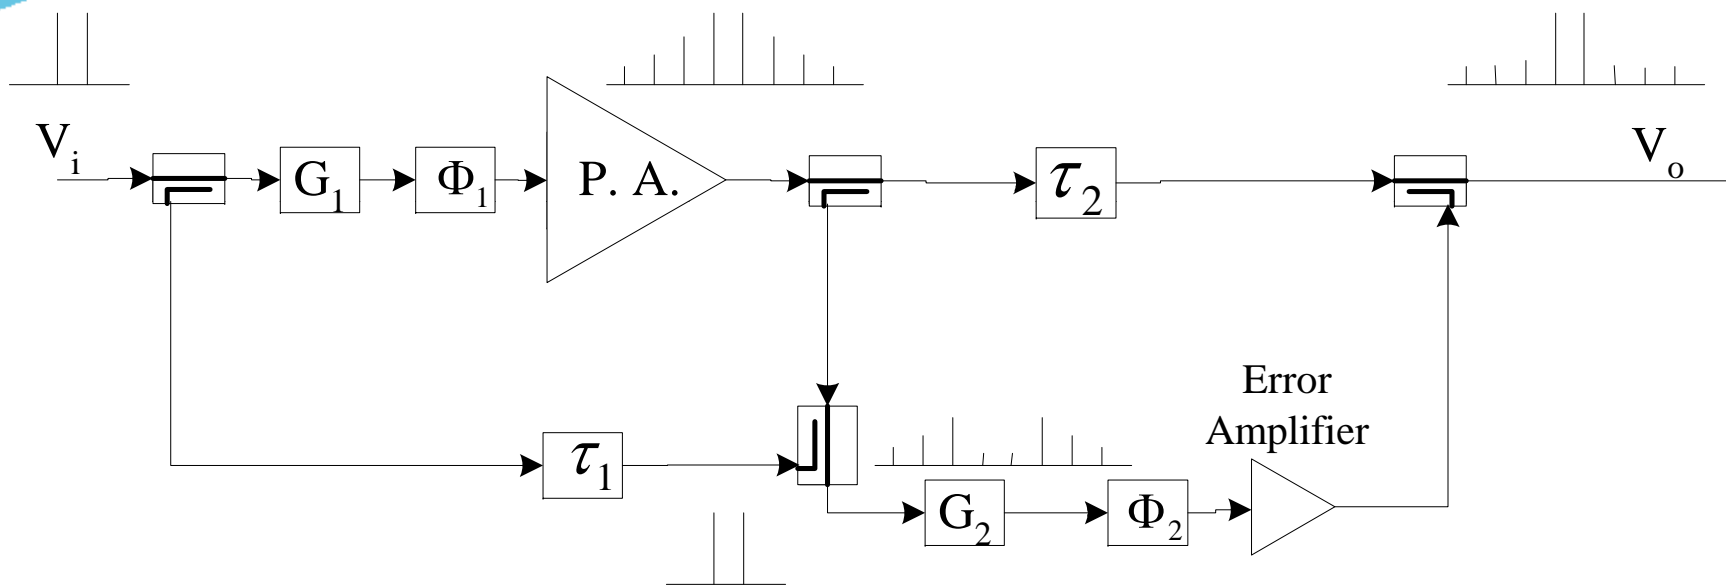 V_i
G_1
Φ_1
P. A.
τ_2
V_o
τ_1
Error
Amplifier
G_2
Φ_2